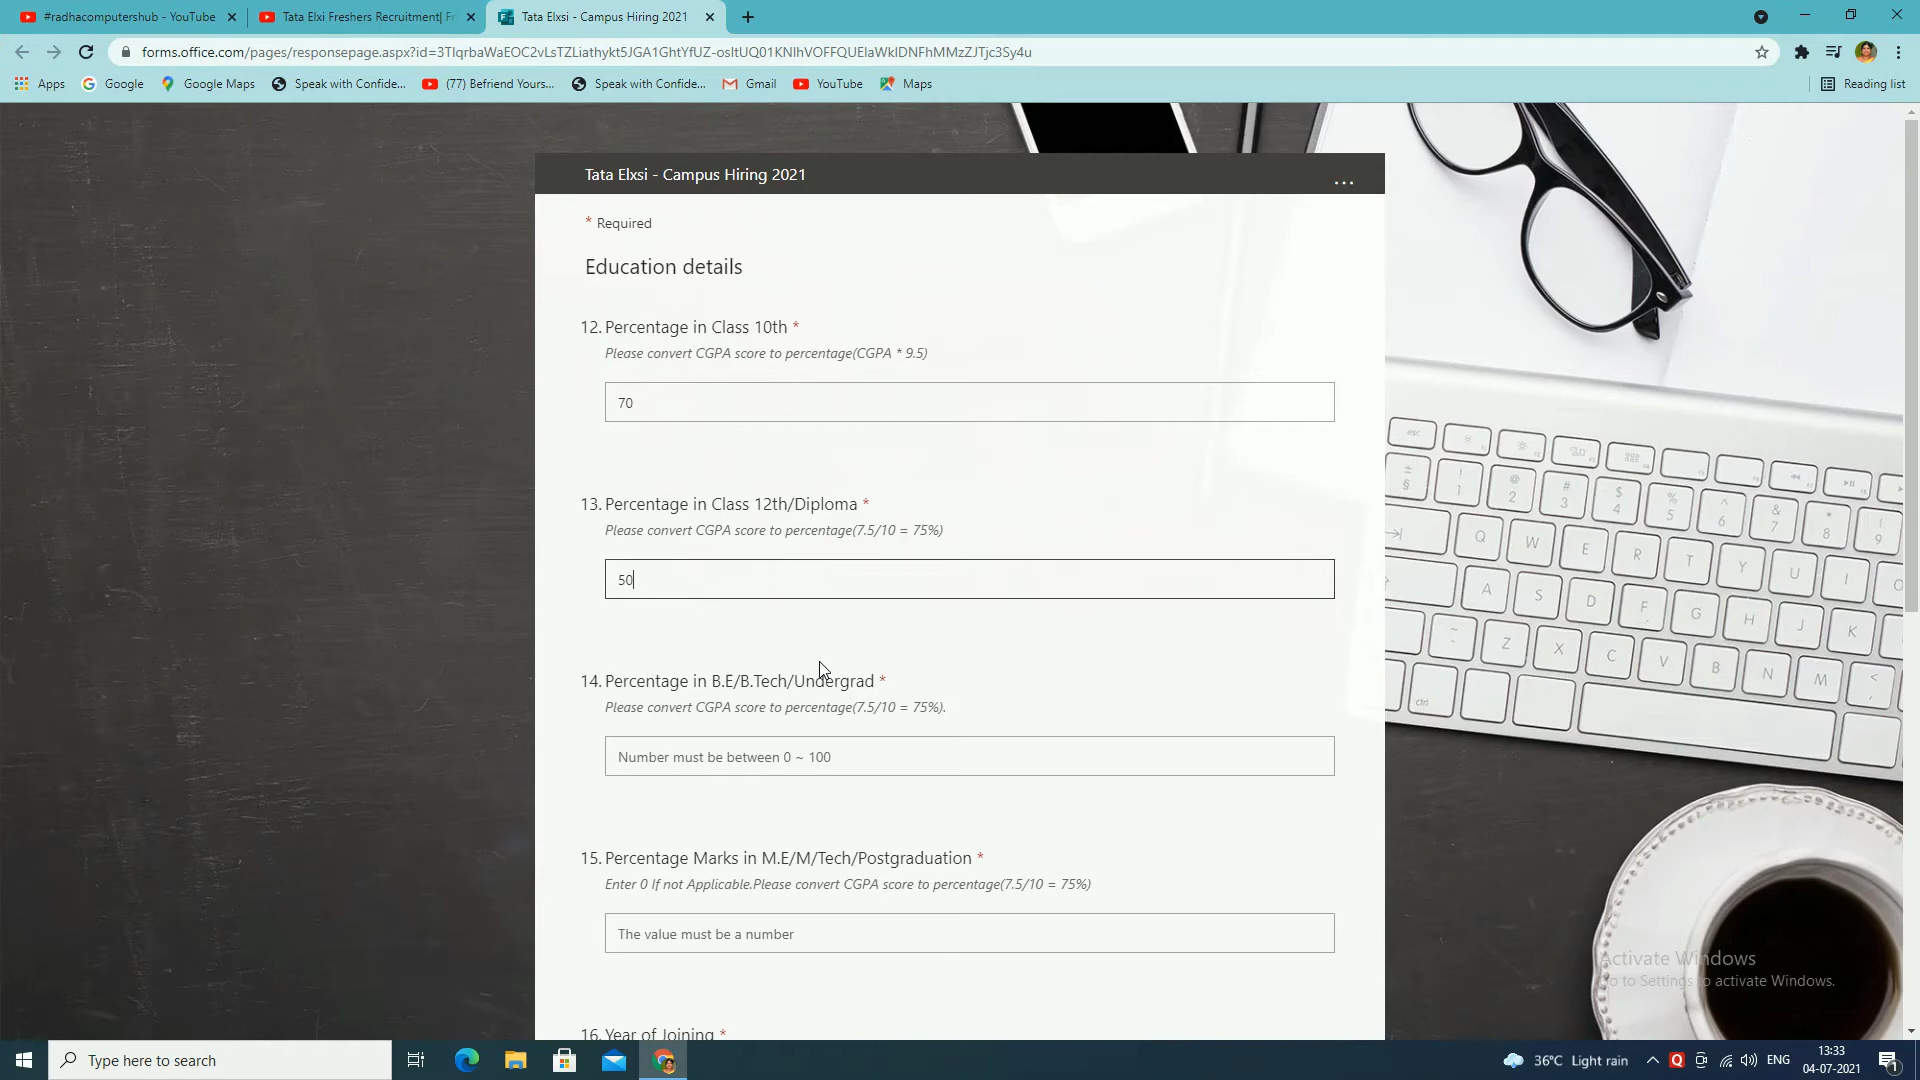 #radhacomputershub - YouTube
Tata Elxi Freshers Recruitment| Fr
Tata Elxsi - Campus Hiring 2021
forms.office.com/pages/responsepage.aspx?id=3TlqrbaWaEOC2vLsTZLiathykt5JGA1GhtYfUZ-osItUQ01KNlhVOFFQUElaWkIDNFhMMzZJTjc3Sy4u
Apps
Google
Google Maps
Speak with Confide...
(77) Befriend Yours...
Speak with Confide...
Gmail
YouTube
Maps
Reading list
Tata Elxsi - Campus Hiring 2021
...
* Required
Education details
12. Percentage in Class 10th *
Please convert CGPA score to percentage(CGPA * 9.5)
70
13. Percentage in Class 12th/Diploma *
Please convert CGPA score to percentage(7.5/10 = 75%)
50
14. Percentage in B.E/B.Tech/Undergrad *
Please convert CGPA score to percentage(7.5/10 = 75%).
Number must be between 0 ~ 100
15. Percentage Marks in M.E/M/Tech/Postgraduation *
Enter 0 If not Applicable.Please convert CGPA score to percentage(7.5/10 = 75%)
The value must be a number
16. Year of Joining *
Activate Windows
Go to Settings to activate Windows.
Type here to search
36°C Light rain
ENG
13:33
04-07-2021
1